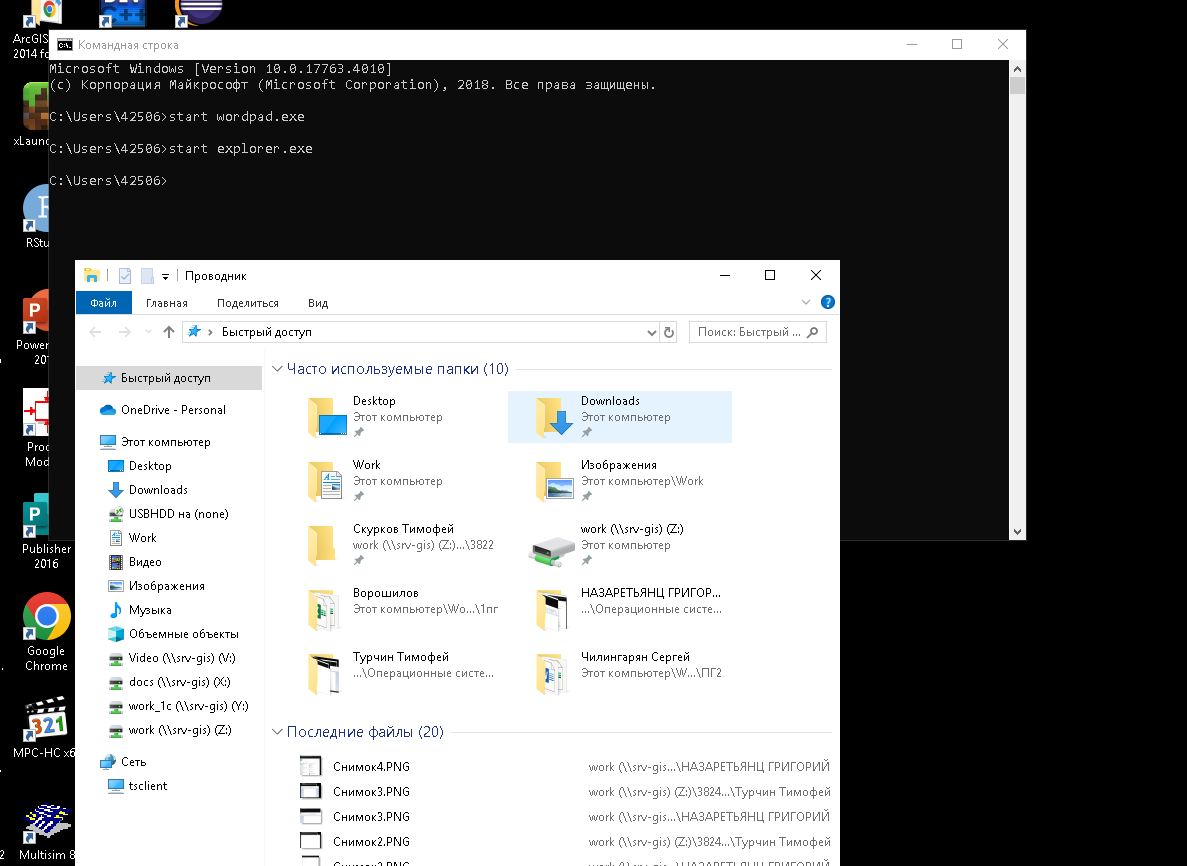 ArcGIS
2014 fo
xLaunc
RStu
Power
20
Proc
Mod
Publisher
2016
Google
Chrome
MPC-HC x6
Multisim 8
Командная строка
Microsoft Windows [Version 10.0.17763.4010]
(c) Корпорация Майкрософт (Microsoft Corporation), 2018. Все права защищены.
C:\Users\42506>start wordpad.exe
C:\Users\42506>start explorer.exe
C:\Users\42506>
Проводник
Файл Главная Поделиться Вид
Быстрый доступ Поиск: Быстрый ...
Быстрый доступ
OneDrive - Personal
Этот компьютер
Desktop
Downloads
USBHDD на (none)
Work
Видео
Изображения
Музыка
Объемные объекты
Video (\\srv-gis) (V:)
docs (\\srv-gis) (X:)
work_1c (\\srv-gis) (Y:)
work (\\srv-gis) (Z:)
Сеть
tsclient
Часто используемые папки (10)
Desktop
Этот компьютер
Downloads
Этот компьютер
Work
Этот компьютер
Изображения
Этот компьютер\Work
Скурков Тимофей
work (\\srv-gis) (Z:)...\3822
work (\\srv-gis) (Z:)
Этот компьютер
Ворошилов
Этот компьютер\Wo...\1пг
НАЗАРЕТЬЯНЦ ГРИГОР...
...\Операционные систе...
Турчин Тимофей
...\Операционные систе...
Чилингарян Сергей
Этот компьютер\W...\ПГ2
Последние файлы (20)
Снимок4.PNG work (\\srv-gis...\НАЗАРЕТЬЯНЦ ГРИГОРИЙ
Снимок3.PNG work (\\srv-gis) (Z:)\3824...\Турчин Тимофей
Снимок3.PNG work (\\srv-gis...\НАЗАРЕТЬЯНЦ ГРИГОРИЙ
Снимок2.PNG work (\\srv-gis) (Z:)\3824...\Турчин Тимофей